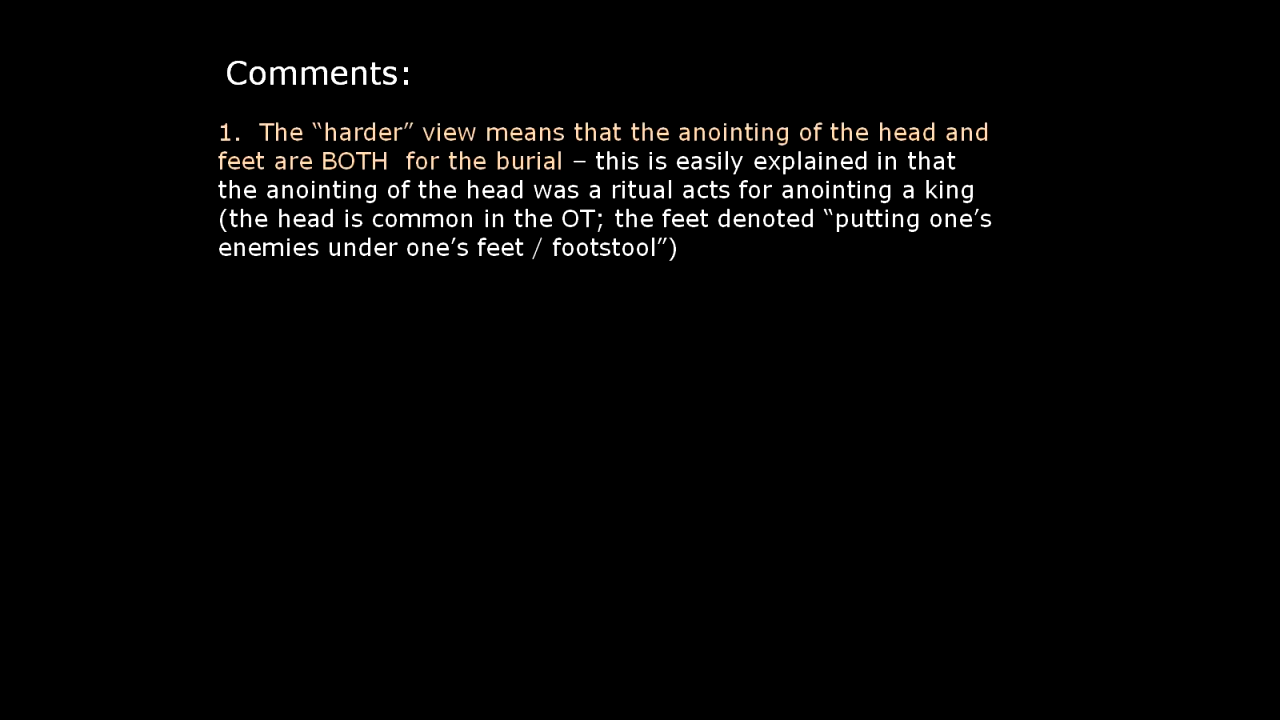 Comments:
1.  The “harder” view means that the anointing of the head and
feet are BOTH  for the burial – this is easily explained in that
the anointing of the head was a ritual acts for anointing a king
(the head is common in the OT; the feet denoted “putting one’s
enemies under one’s feet / footstool”)